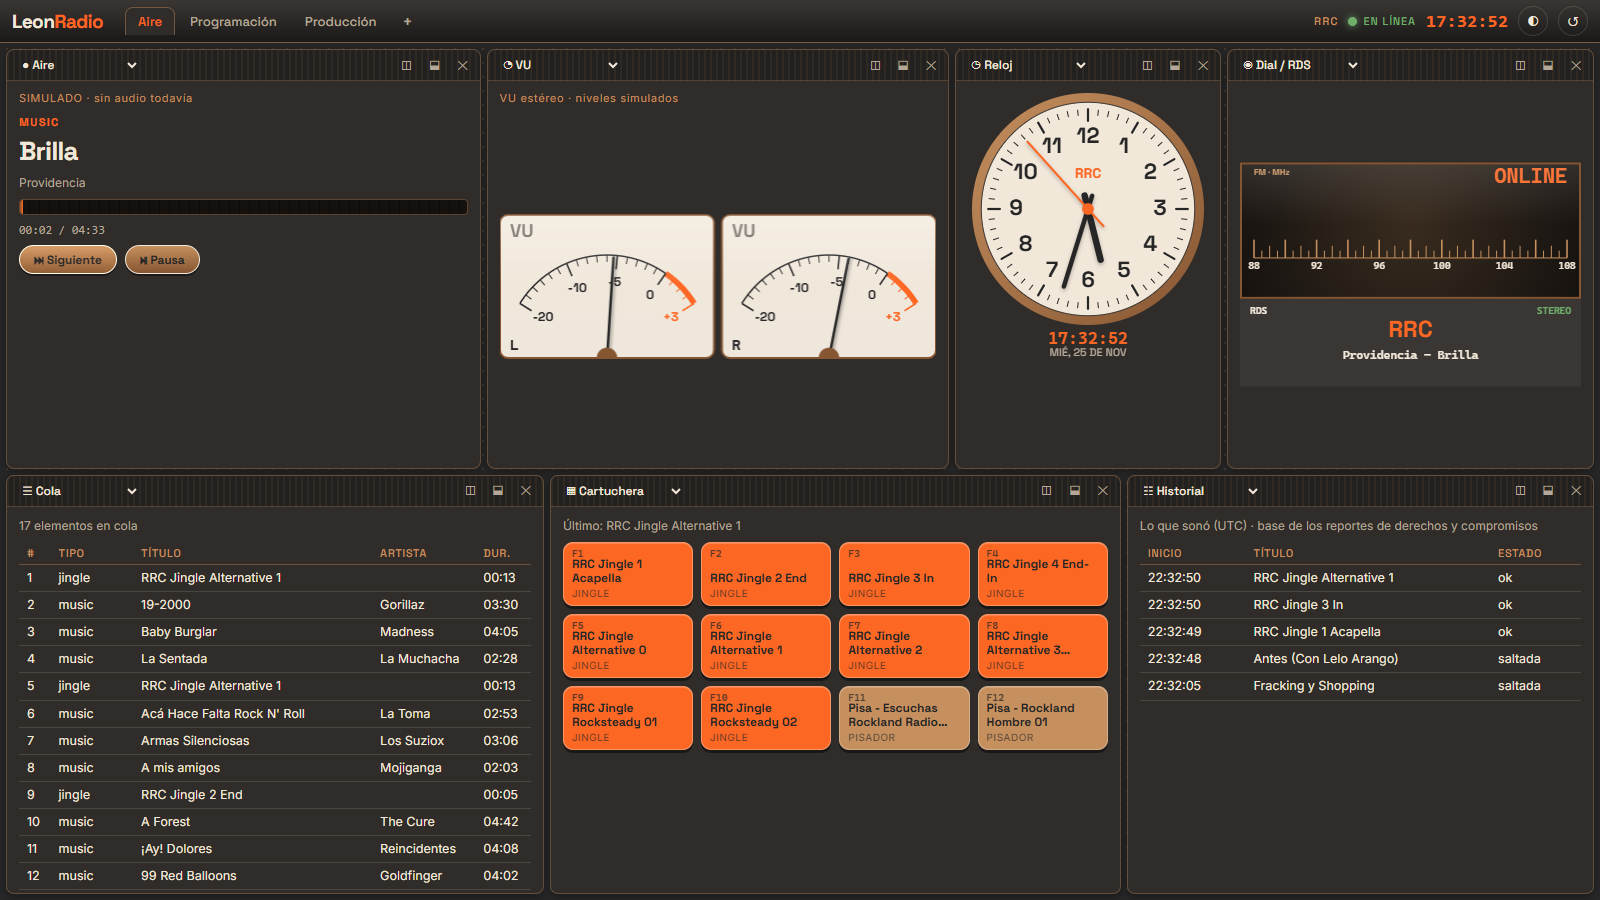 LeonRadio Aire Programación Producción + RRC EN LÍNEA 17:32:52
Aire
SIMULADO · sin audio todavía
MUSIC
Brilla
Providencia
00:02 / 04:33
Siguiente Pausa
VU
VU estéreo · niveles simulados
VU
-20 -10 -5 0 +3
L
VU
-20 -10 -5 0 +3
R
Reloj
12 1 2 3 4 5 6 7 8 9 10 11
RRC
17:32:52
MIÉ, 25 DE NOV
Dial / RDS
FM · MHz ONLINE
88 92 96 100 104 108
RDS STEREO
RRC
Providencia — Brilla
Cola
17 elementos en cola
# TIPO TÍTULO ARTISTA DUR.
1 jingle RRC Jingle Alternative 1 00:13
2 music 19-2000 Gorillaz 03:30
3 music Baby Burglar Madness 04:05
4 music La Sentada La Muchacha 02:28
5 jingle RRC Jingle Alternative 1 00:13
6 music Acá Hace Falta Rock N' Roll La Toma 02:53
7 music Armas Silenciosas Los Suziox 03:06
8 music A mis amigos Mojiganga 02:03
9 jingle RRC Jingle 2 End 00:05
10 music A Forest The Cure 04:42
11 music ¡Ay! Dolores Reincidentes 04:08
12 music 99 Red Balloons Goldfinger 04:02
Cartuchera
Último: RRC Jingle Alternative 1
F1
RRC Jingle 1
Acapella
JINGLE
F2
RRC Jingle 2 End
JINGLE
F3
RRC Jingle 3 In
JINGLE
F4
RRC Jingle 4 End-
In
JINGLE
F5
RRC Jingle
Alternative 0
JINGLE
F6
RRC Jingle
Alternative 1
JINGLE
F7
RRC Jingle
Alternative 2
JINGLE
F8
RRC Jingle
Alternative 3...
JINGLE
F9
RRC Jingle
Rocksteady 01
JINGLE
F10
RRC Jingle
Rocksteady 02
JINGLE
F11
Pisa - Escuchas
Rockland Radio...
PISADOR
F12
Pisa - Rockland
Hombre 01
PISADOR
Historial
Lo que sonó (UTC) · base de los reportes de derechos y compromisos
INICIO TÍTULO ESTADO
22:32:50 RRC Jingle Alternative 1 ok
22:32:50 RRC Jingle 3 In ok
22:32:49 RRC Jingle 1 Acapella ok
22:32:48 Antes (Con Lelo Arango) saltada
22:32:05 Fracking y Shopping saltada